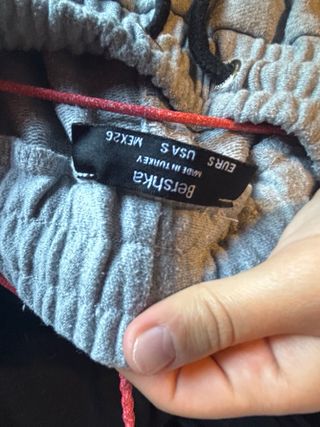 Bershka
MADE IN TURKEY
EUR S USA S MEX 26